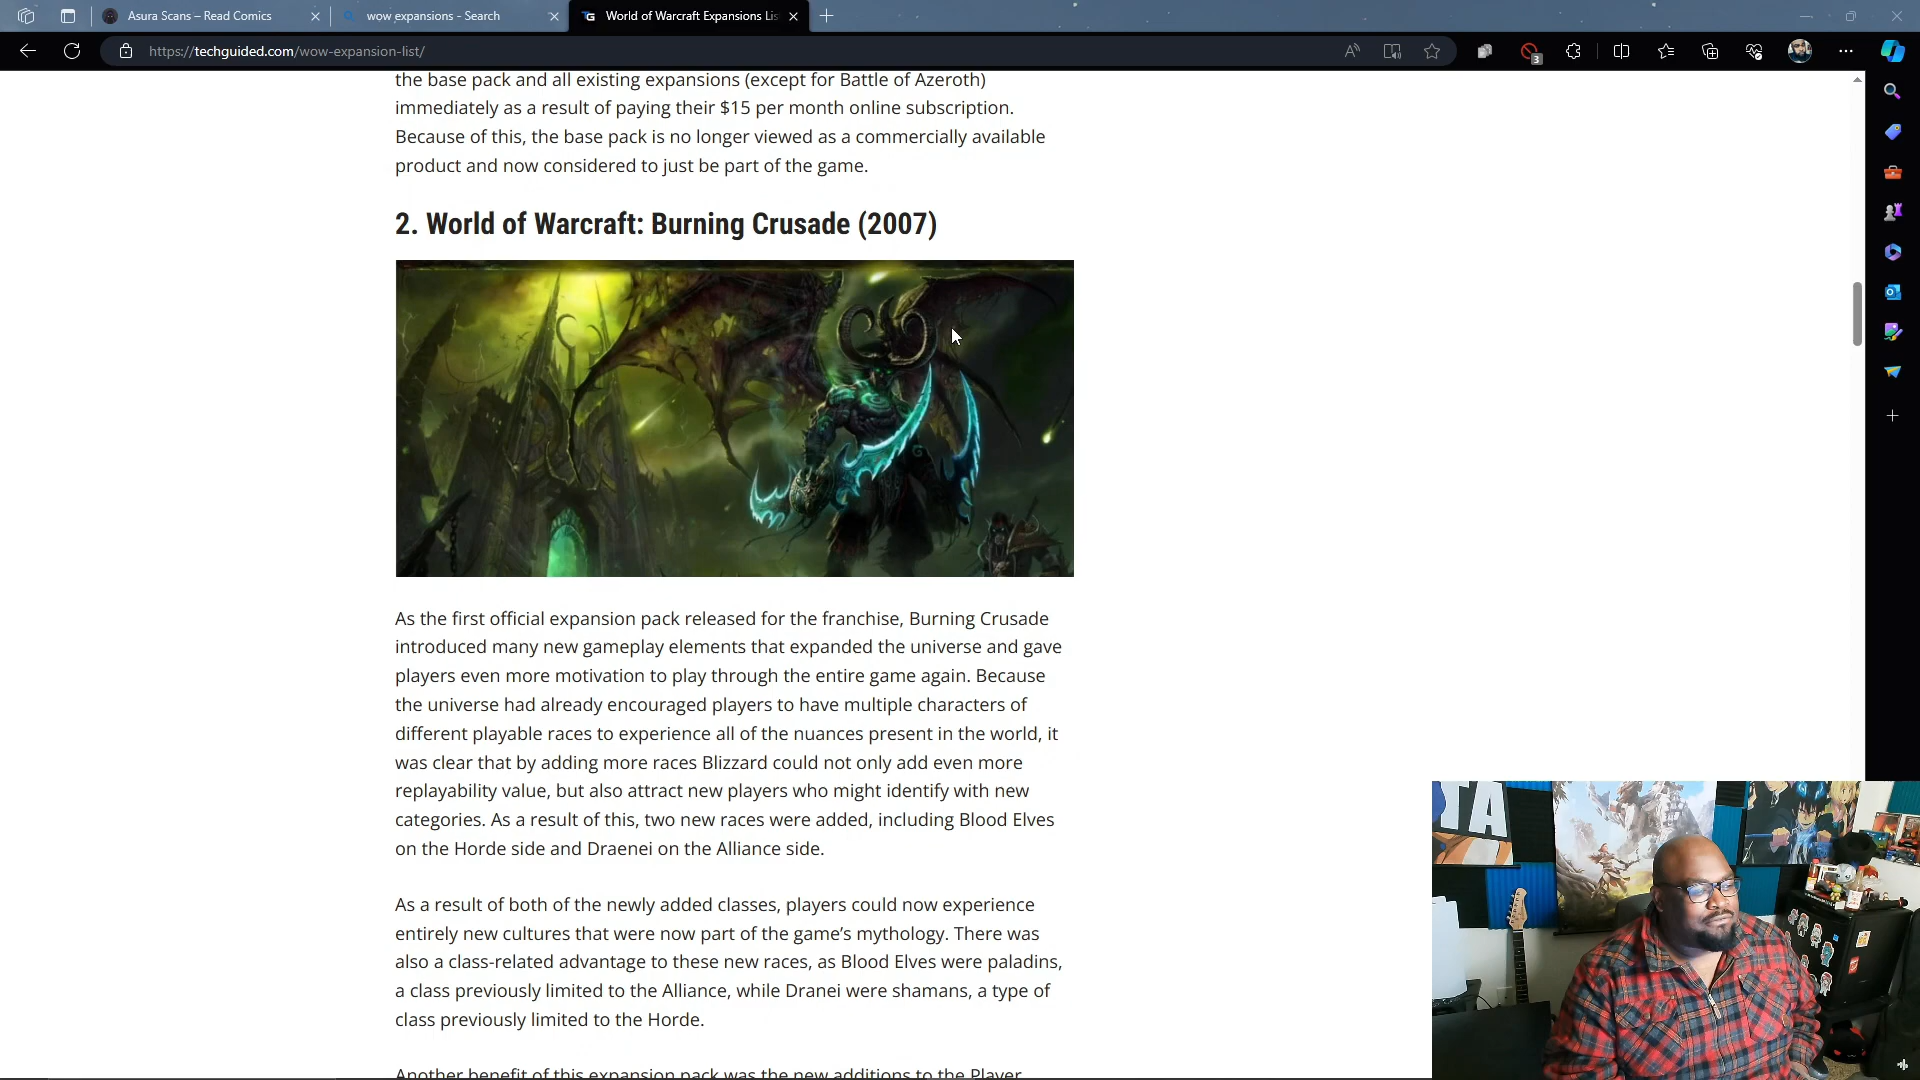 Asura Scans – Read Comics
wow expansions - Search
World of Warcraft Expansions Lis
https://techguided.com/wow-expansion-list/
3
the base pack and all existing expansions (except for Battle of Azeroth)
immediately as a result of paying their $15 per month online subscription.
Because of this, the base pack is no longer viewed as a commercially available
product and now considered to just be part of the game.
2. World of Warcraft: Burning Crusade (2007)
As the first official expansion pack released for the franchise, Burning Crusade
introduced many new gameplay elements that expanded the universe and gave
players even more motivation to play through the entire game again. Because
the universe had already encouraged players to have multiple characters of
different playable races to experience all of the nuances present in the world, it
was clear that by adding more races Blizzard could not only add even more
replayability value, but also attract new players who might identify with new
categories. As a result of this, two new races were added, including Blood Elves
on the Horde side and Draenei on the Alliance side.
As a result of both of the newly added classes, players could now experience
entirely new cultures that were now part of the game's mythology. There was
also a class-related advantage to these new races, as Blood Elves were paladins,
a class previously limited to the Alliance, while Dranei were shamans, a type of
class previously limited to the Horde.
Another benefit of this expansion pack was the new additions to the Player
TA